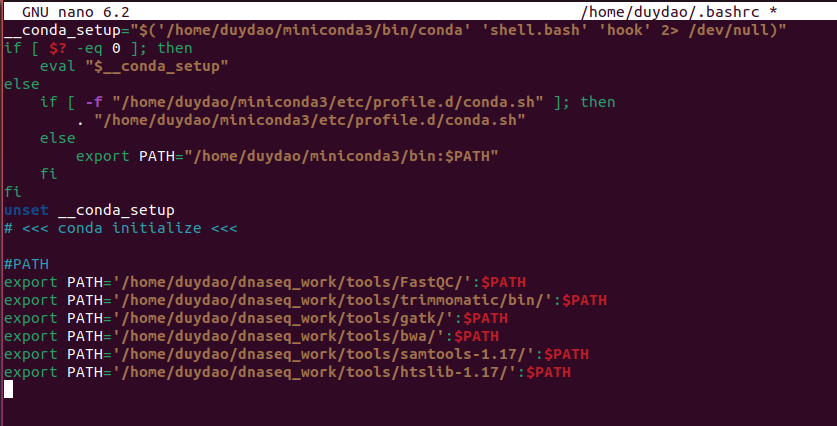 GNU nano 6.2 /home/duydao/.bashrc *
__conda_setup="$('/home/duydao/miniconda3/bin/conda' 'shell.bash' 'hook' 2> /dev/null)"
if [ $? -eq 0 ]; then
    eval "$__conda_setup"
else
    if [ -f "/home/duydao/miniconda3/etc/profile.d/conda.sh" ]; then
        . "/home/duydao/miniconda3/etc/profile.d/conda.sh"
    else
        export PATH="/home/duydao/miniconda3/bin:$PATH"
    fi
fi
unset __conda_setup
# <<< conda initialize <<<

#PATH
export PATH='/home/duydao/dnaseq_work/tools/FastQC/':$PATH
export PATH='/home/duydao/dnaseq_work/tools/trimmomatic/bin/':$PATH
export PATH='/home/duydao/dnaseq_work/tools/gatk/':$PATH
export PATH='/home/duydao/dnaseq_work/tools/bwa/':$PATH
export PATH='/home/duydao/dnaseq_work/tools/samtools-1.17/':$PATH
export PATH='/home/duydao/dnaseq_work/tools/htslib-1.17/':$PATH